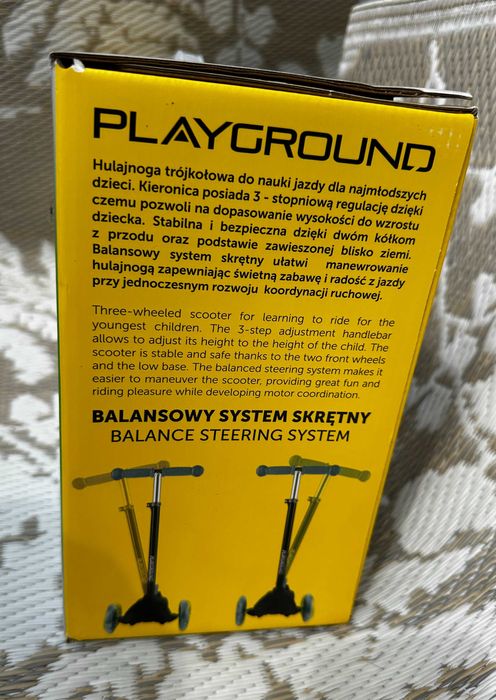 PLAYGROUND
Hulajnoga trójkołowa do nauki jazdy dla najmłodszych
dzieci. Kieronica posiada 3 - stopniową regulację dzięki
czemu pozwoli na dopasowanie wysokości do wzrostu
dziecka. Stabilna i bezpieczna dzięki dwóm kółkom
z przodu oraz podstawie zawieszonej blisko ziemi.
Balansowy system skrętny ułatwi manewrowanie
hulajnogą zapewniając świetną zabawę i radość z jazdy
przy jednoczesnym rozwoju koordynacji ruchowej.
Three-wheeled scooter for learning to ride for the
youngest children. The 3-step adjustment handlebar
allows to adjust its height to the height of the child. The
scooter is stable and safe thanks to the two front wheels
and the low base. The balanced steering system makes it
easier to maneuver the scooter, providing great fun and
riding pleasure while developing motor coordination.
BALANSOWY SYSTEM SKRĘTNY
BALANCE STEERING SYSTEM